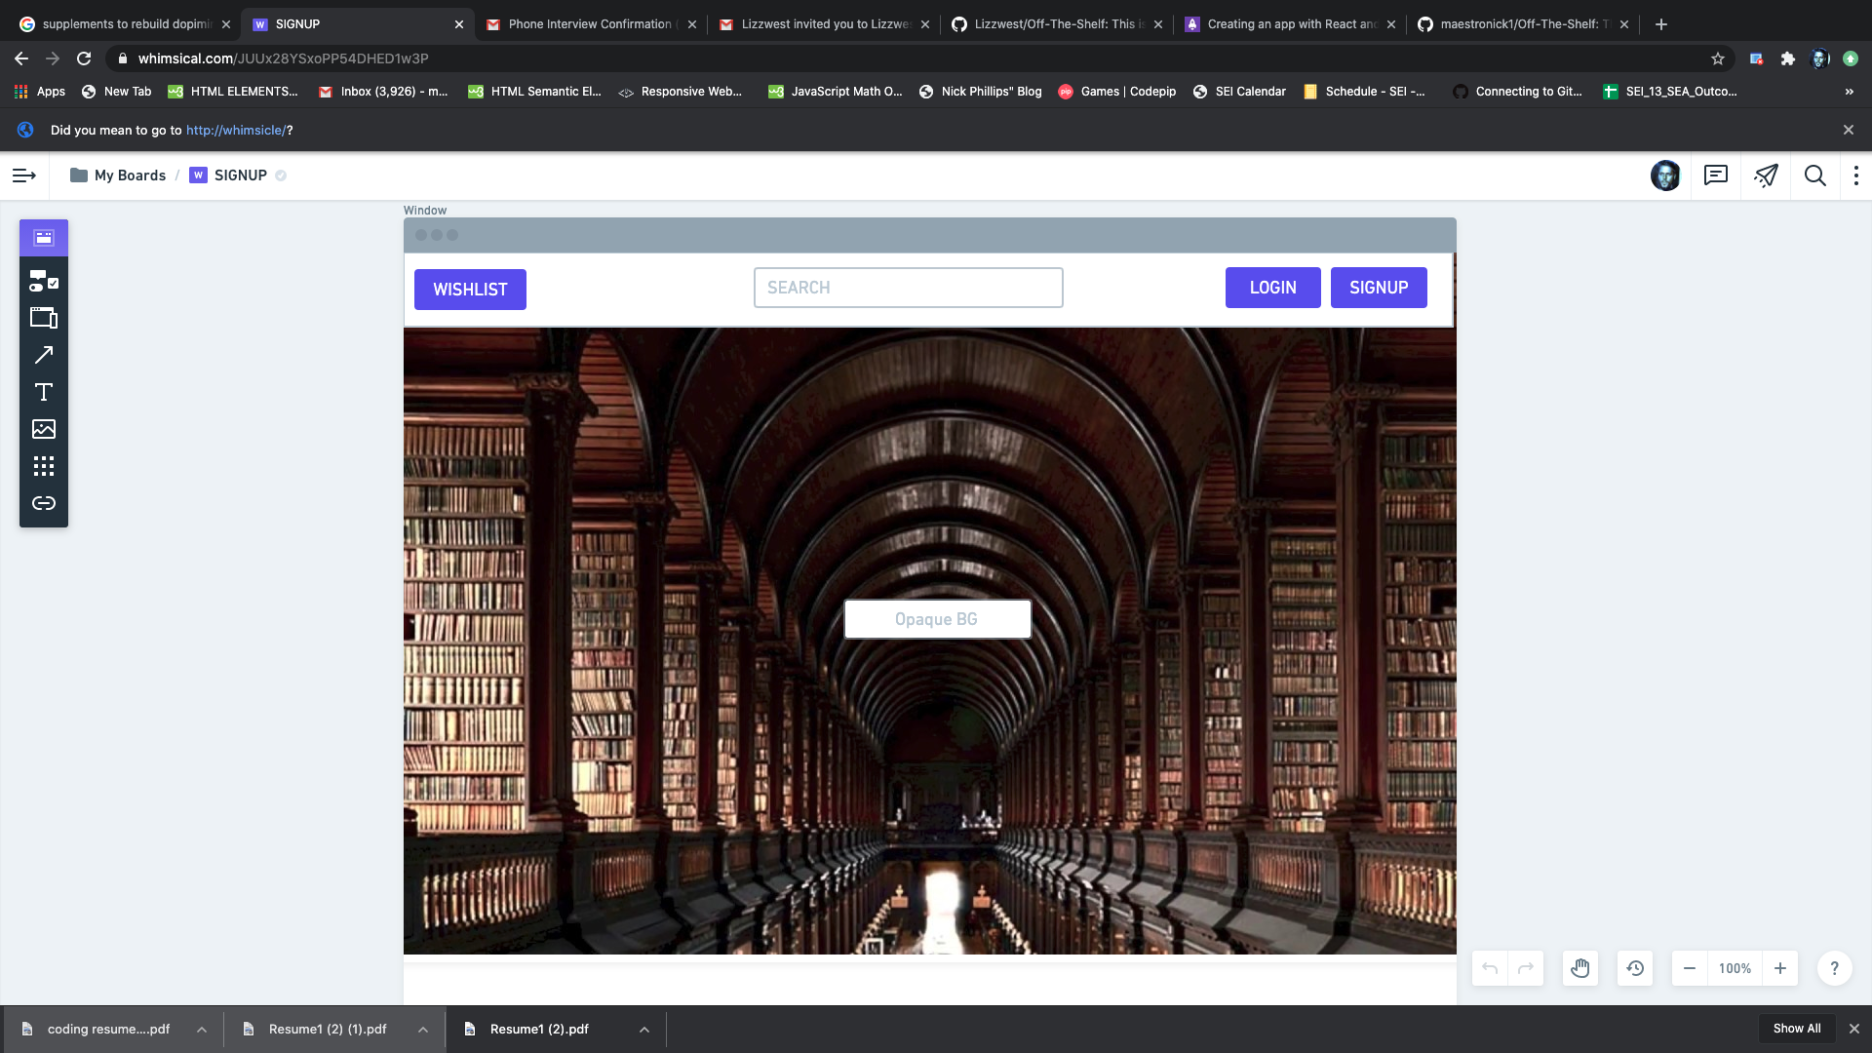 supplements to rebuild dopimi
SIGNUP
Phone Interview Confirmation (
Lizzwest invited you to Lizzwe
Lizzwest/Off-The-Shelf: This is
Creating an app with React and
maestronick1/Off-The-Shelf: T
whimsical.com/JUUx28YSxoPP54DHED1w3P
Apps
New Tab
HTML ELEMENTS...
Inbox (3,926) - m...
HTML Semantic El...
Responsive Web...
JavaScript Math O...
Nick Phillips" Blog
Games | Codepip
SEI Calendar
Schedule - SEI -...
Connecting to Git...
SEI_13_SEA_Outco...
Did you mean to go to http://whimsicle/?
My Boards / SIGNUP
Window
WISHLIST
SEARCH
LOGIN
SIGNUP
Opaque BG
100%
?
coding resume....pdf
Resume1 (2) (1).pdf
Resume1 (2).pdf
Show All